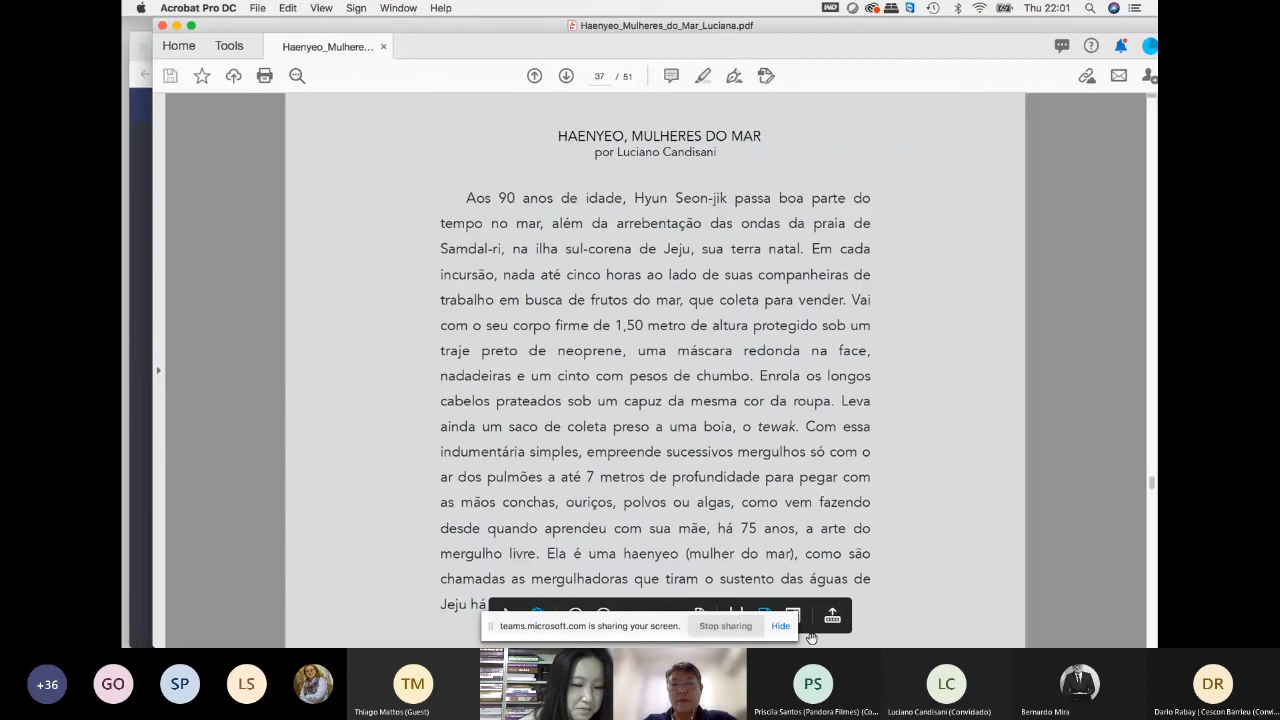 Acrobat Pro DC File Edit View Sign Window Help Thu 22:01
Haenyeo_Mulheres_do_Mar_Luciana.pdf
Home Tools Haenyeo_Mulhere... ×
37 / 51
HAENYEO, MULHERES DO MAR
por Luciano Candisani
Aos 90 anos de idade, Hyun Seon-jik passa boa parte do
tempo no mar, além da arrebentação das ondas da praia de
Samdal-ri, na ilha sul-corena de Jeju, sua terra natal. Em cada
incursão, nada até cinco horas ao lado de suas companheiras de
trabalho em busca de frutos do mar, que coleta para vender. Vai
com o seu corpo firme de 1,50 metro de altura protegido sob um
traje preto de neoprene, uma máscara redonda na face,
nadadeiras e um cinto com pesos de chumbo. Enrola os longos
cabelos prateados sob um capuz da mesma cor da roupa. Leva
ainda um saco de coleta preso a uma boia, o tewak. Com essa
indumentária simples, empreende sucessivos mergulhos só com o
ar dos pulmões a até 7 metros de profundidade para pegar com
as mãos conchas, ouriços, polvos ou algas, como vem fazendo
desde quando aprendeu com sua mãe, há 75 anos, a arte do
mergulho livre. Ela é uma haenyeo (mulher do mar), como são
chamadas as mergulhadoras que tiram o sustento das águas de
Jeju há
teams.microsoft.com is sharing your screen. Stop sharing Hide
+36 GO SP LS TM PS LC DR
Thiago Mattos (Guest) Priscila Santos (Pandora Filmes) (Co... Luciano Candisani (Convidado) Bernardo Mira Dario Rabay | Cescon Barrieu (Convi...